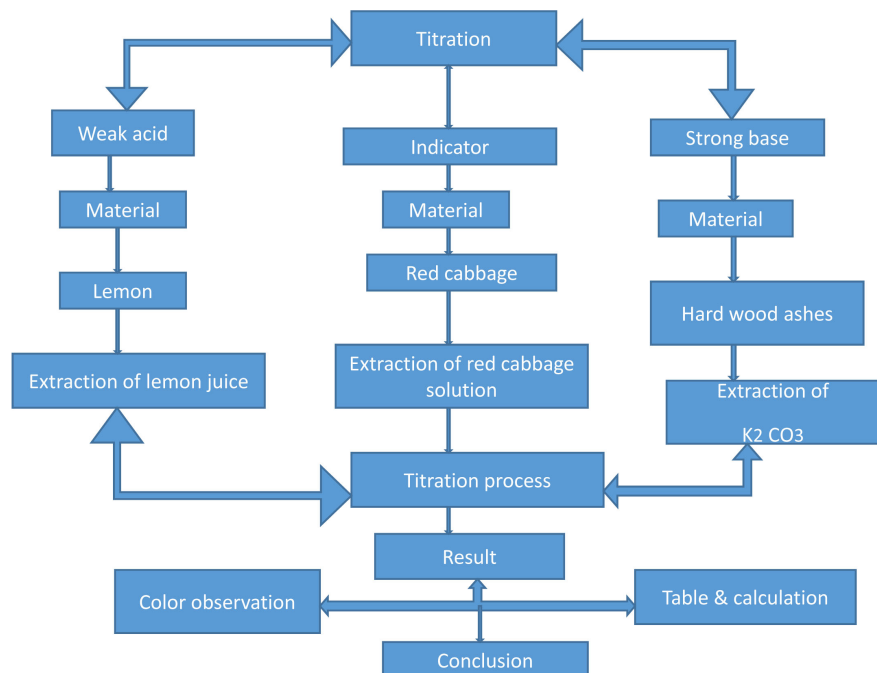 Titration
Weak acid
Indicator
Strong base
Material
Material
Material
Lemon
Red cabbage
Hard wood ashes
Extraction of lemon juice
Extraction of red cabbage
solution
Extraction of
K2 CO3
Titration process
Result
Color observation
Table & calculation
Conclusion